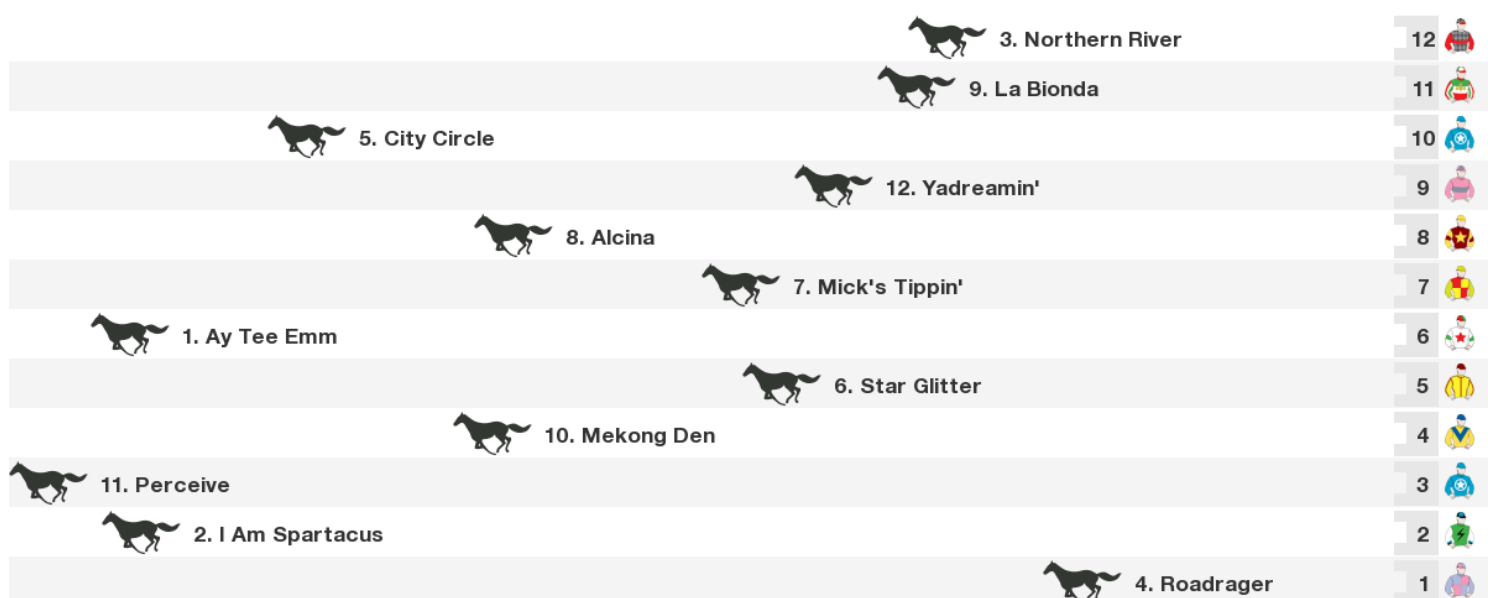 3. Northern River 12
9. La Bionda 11
5. City Circle 10
12. Yadreamin' 9
8. Alcina 8
7. Mick's Tippin' 7
1. Ay Tee Emm 6
6. Star Glitter 5
10. Mekong Den 4
11. Perceive 3
2. I Am Spartacus 2
4. Roadrager 1